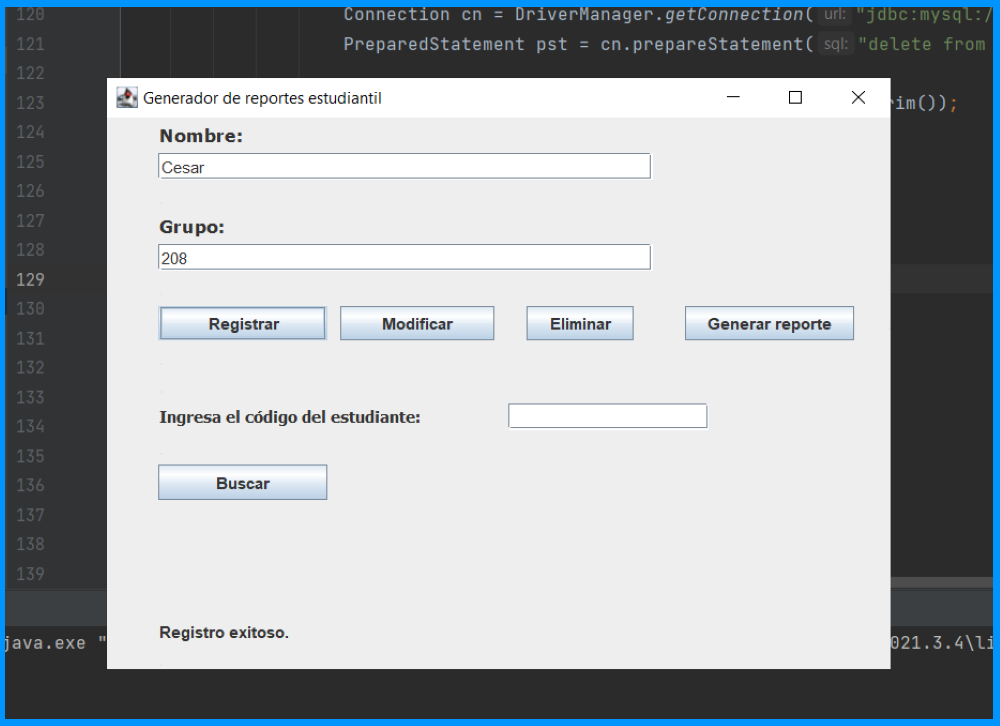 120 Connection cn = DriverManager.getConnection( url: "jdbc:mysql:/
121 PreparedStatement pst = cn.prepareStatement( sql: "delete from
122
Generador de reportes estudiantil
123 rim());
124
Nombre:
125
Cesar
126
127
Grupo:
128
208
129
130
Registrar Modificar Eliminar Generar reporte
131
132
133
134
Ingresa el código del estudiante:
135
136
Buscar
137
138
139
Registro exitoso.
java.exe " 021.3.4\li